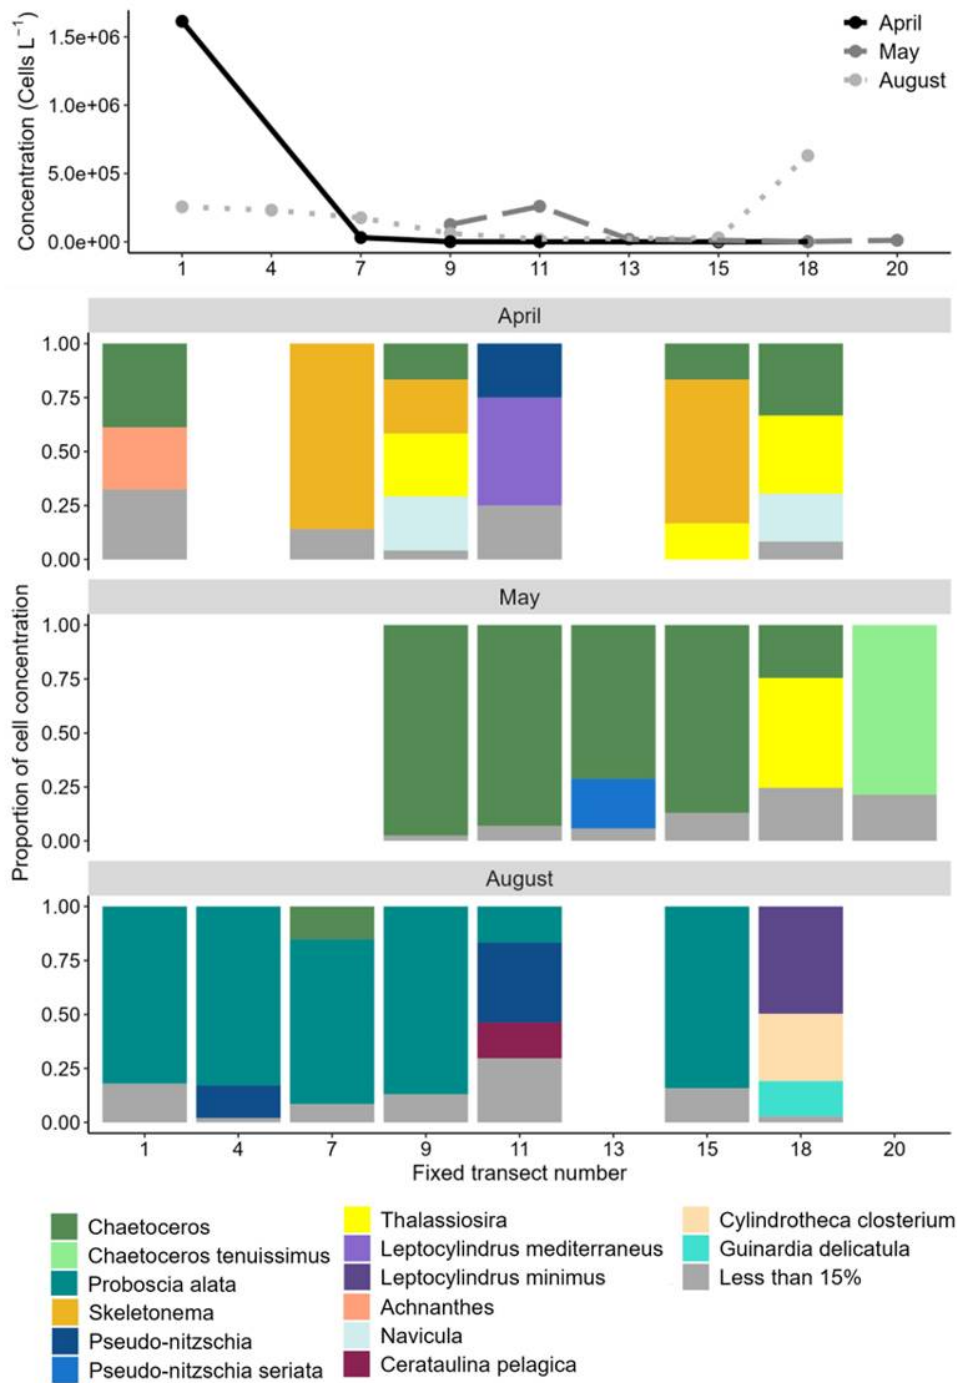 Concentration (Cells L⁻¹)
1.5e+06
1.0e+06
5.0e+05
0.0e+00
April
May
August
1 4 7 9 11 13 15 18 20
Proportion of cell concentration
April
1.00
0.75
0.50
0.25
0.00
May
1.00
0.75
0.50
0.25
0.00
August
1.00
0.75
0.50
0.25
0.00
1 4 7 9 11 13 15 18 20
Fixed transect number
Chaetoceros
Chaetoceros tenuissimus
Proboscia alata
Skeletonema
Pseudo-nitzschia
Pseudo-nitzschia seriata
Thalassiosira
Leptocylindrus mediterraneus
Leptocylindrus minimus
Achnanthes
Navicula
Cerataulina pelagica
Cylindrotheca closterium
Guinardia delicatula
Less than 15%